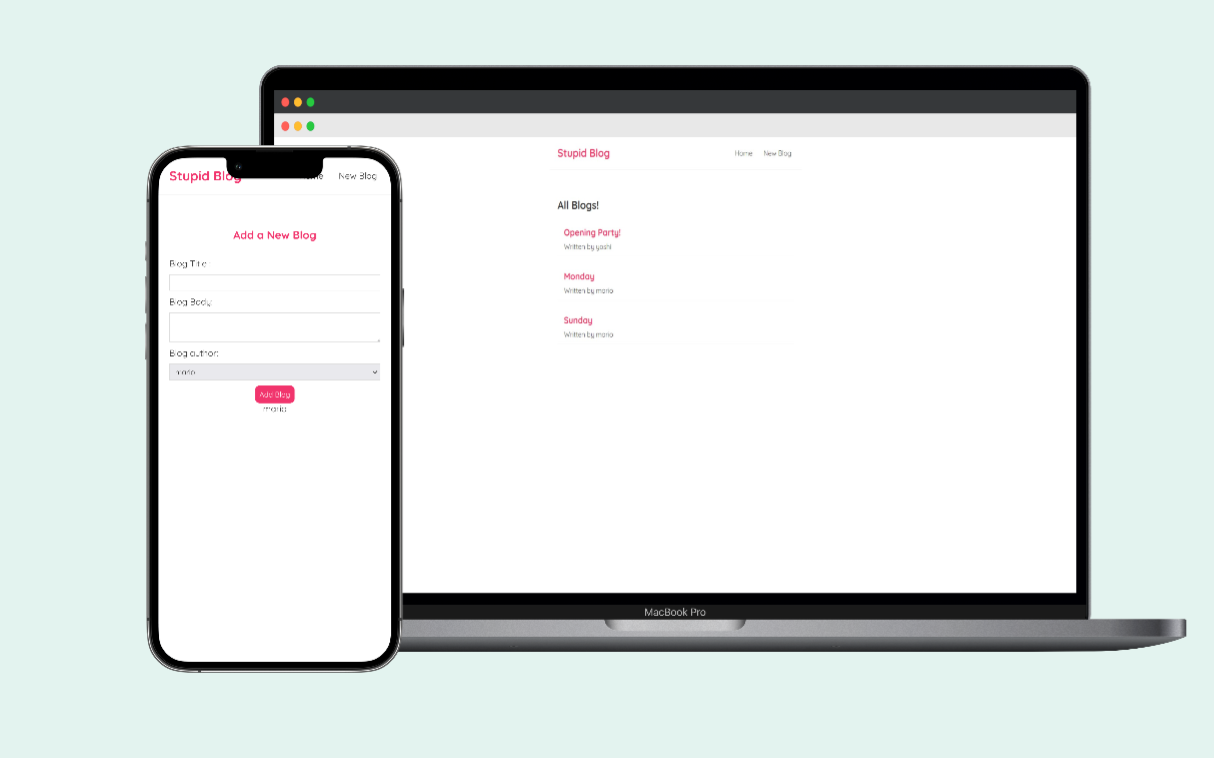 Stupid Blog Home New Blog
All Blogs!
Opening Party!
Written by yoshi
Monday
Written by mario
Sunday
Written by mario
MacBook Pro
Stupid Blog New Blog
Add a New Blog
Blog Title:
Blog Body:
Blog author:
mario
Add Blog
mario